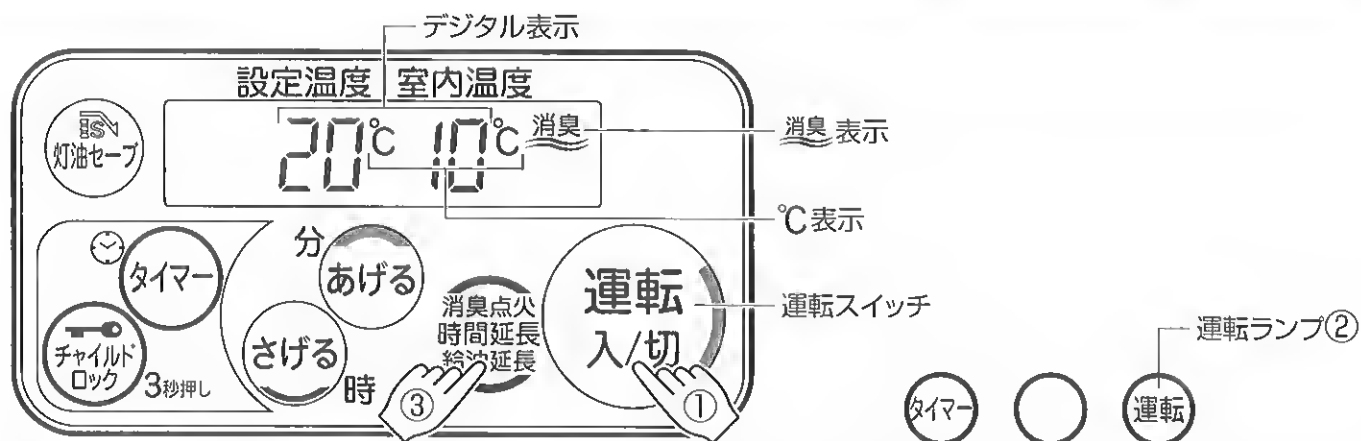 デジタル表示
設定温度 室内温度
20℃ 10℃ 消臭
消臭 表示
灯油セーブ
℃表示
分
タイマー
あげる
運転
入/切
運転スイッチ
消臭点火
時間延長
給油延長
チャイルド
ロック
3秒押し
さげる
時
③
①
運転ランプ②
タイマー
運転